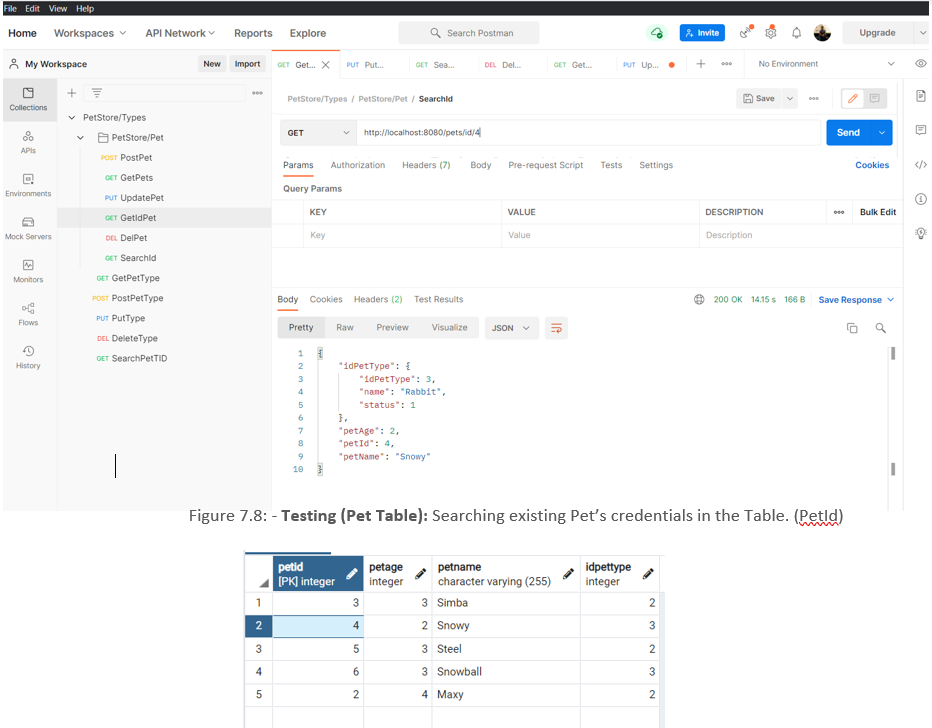 File Edit View Help
Home Workspaces API Network Reports Explore Search Postman Invite Upgrade
My Workspace New Import GET Get... PUT Put... GET Sea... DEL Del... GET Get... PUT Up... No Environment
Collections
APIs
Environments
Mock Servers
Monitors
Flows
History
PetStore/Types
PetStore/Pet
POST PostPet
GET GetPets
PUT UpdatePet
GET GetIdPet
DEL DelPet
GET SearchId
GET GetPetType
POST PostPetType
PUT PutType
DEL DeleteType
GET SearchPetTID
PetStore/Types / PetStore/Pet / SearchId Save
GET http://localhost:8080/pets/id/4 Send
Params Authorization Headers (7) Body Pre-request Script Tests Settings Cookies
Query Params
KEY VALUE DESCRIPTION Bulk Edit
Key Value Description
Body Cookies Headers (2) Test Results 200 OK 14.15 s 166 B Save Response
Pretty Raw Preview Visualize JSON
1 {
2 "idPetType": {
3 "idPetType": 3,
4 "name": "Rabbit",
5 "status": 1
6 },
7 "petAge": 2,
8 "petId": 4,
9 "petName": "Snowy"
10 }
Figure 7.8: - Testing (Pet Table): Searching existing Pet’s credentials in the Table. (PetId)
petid petage petname idpettype
[PK] integer integer character varying (255) integer
1 3 3 Simba 2
2 4 2 Snowy 3
3 5 3 Steel 2
4 6 3 Snowball 3
5 2 4 Maxy 2